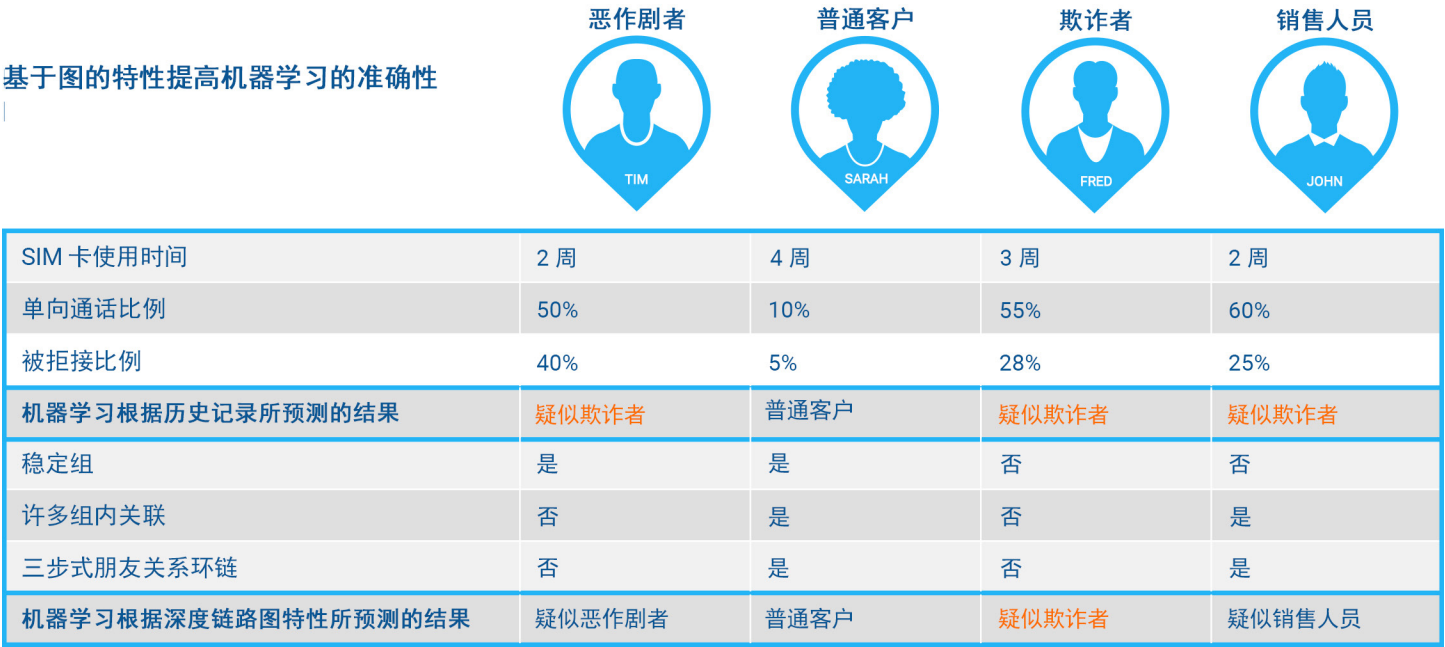 恶作剧者 普通客户 欺诈者 销售人员
基于图的特性提高机器学习的准确性
TIM SARAH FRED JOHN
SIM 卡使用时间 2 周 4 周 3 周 2 周
单向通话比例 50% 10% 55% 60%
被拒接比例 40% 5% 28% 25%
机器学习根据历史记录所预测的结果 疑似欺诈者 普通客户 疑似欺诈者 疑似欺诈者
稳定组 是 是 否 否
许多组内关联 否 是 否 是
三步式朋友关系环链 否 是 否 是
机器学习根据深度链路图特性所预测的结果 疑似恶作剧者 普通客户 疑似欺诈者 疑似销售人员